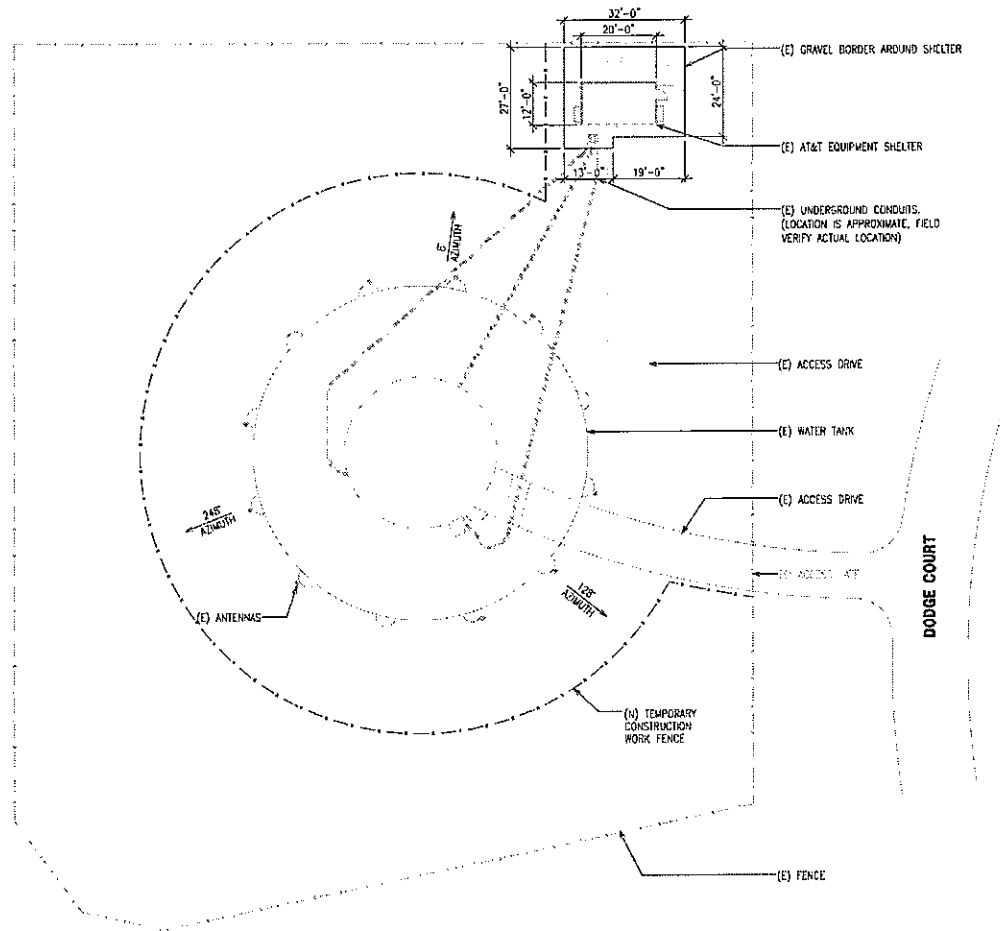 32'-0"
20'-0"
27'-0"
12'-0"
24'-0"
13'-0"
19'-0"
(E) GRAVEL BORDER AROUND SHELTER
(E) AT&T EQUIPMENT SHELTER
(E) UNDERGROUND CONDUITS.
(LOCATION IS APPROXIMATE, FIELD
VERIFY ACTUAL LOCATION)
AZIMUTH
(E) ACCESS DRIVE
(E) WATER TANK
(E) ACCESS DRIVE
AZIMUTH
(E) ACCESS
DODGE COURT
128°
AZIMUTH
(E) ANTENNAS
(N) TEMPORARY
CONSTRUCTION
WORK FENCE
(E) FENCE